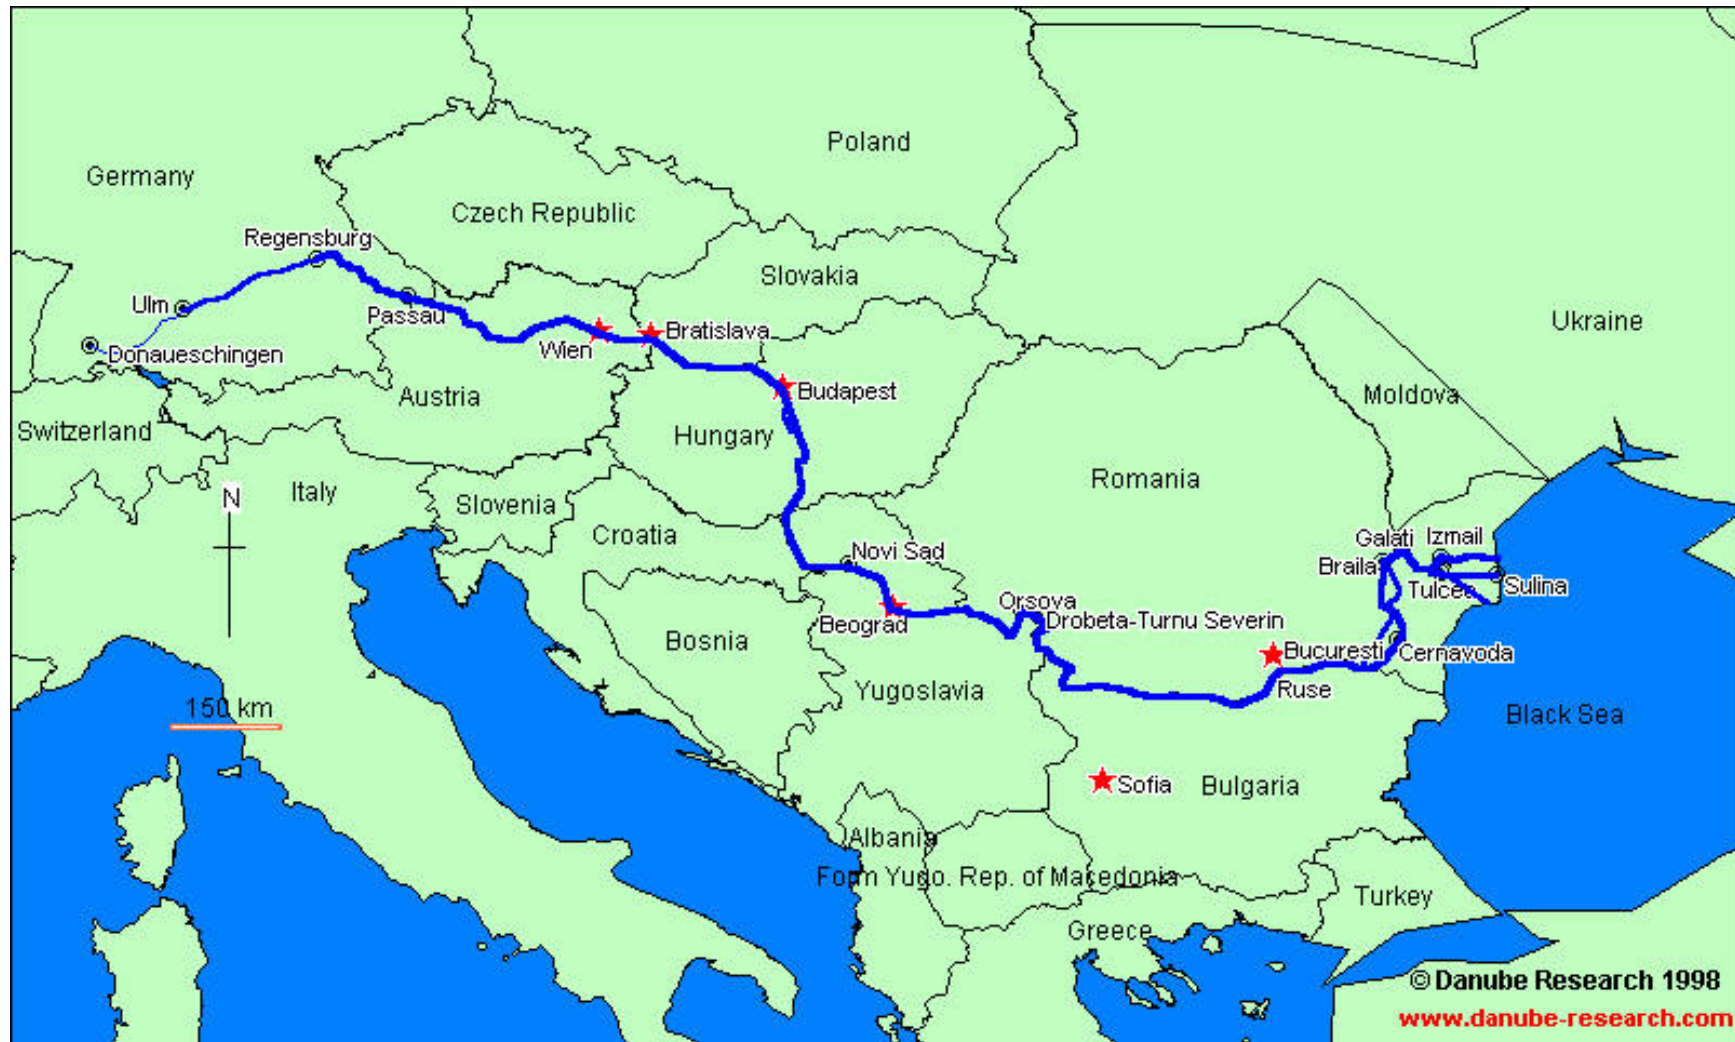 Poland
Germany
Czech Republic
Regensburg
Slovakia
Ulm
Passau
Ukraine
Wien
Bratislava
Donaueschingen
Austria
Budapest
Moldova
Switzerland
Hungary
Romania
Italy
N
Slovenia
Croatia
Novi Sad
Galati
Izmail
Braila
Tulcea
Sulina
Orsova
Beograd
Drobeta-Turnu Severin
Bosnia
Bucuresti
Cernavoda
Yugoslavia
Ruse
150 km
Black Sea
Sofia
Bulgaria
Albania
Form Yugo. Rep. of Macedonia
Turkey
Greece
© Danube Research 1998
www.danube-research.com